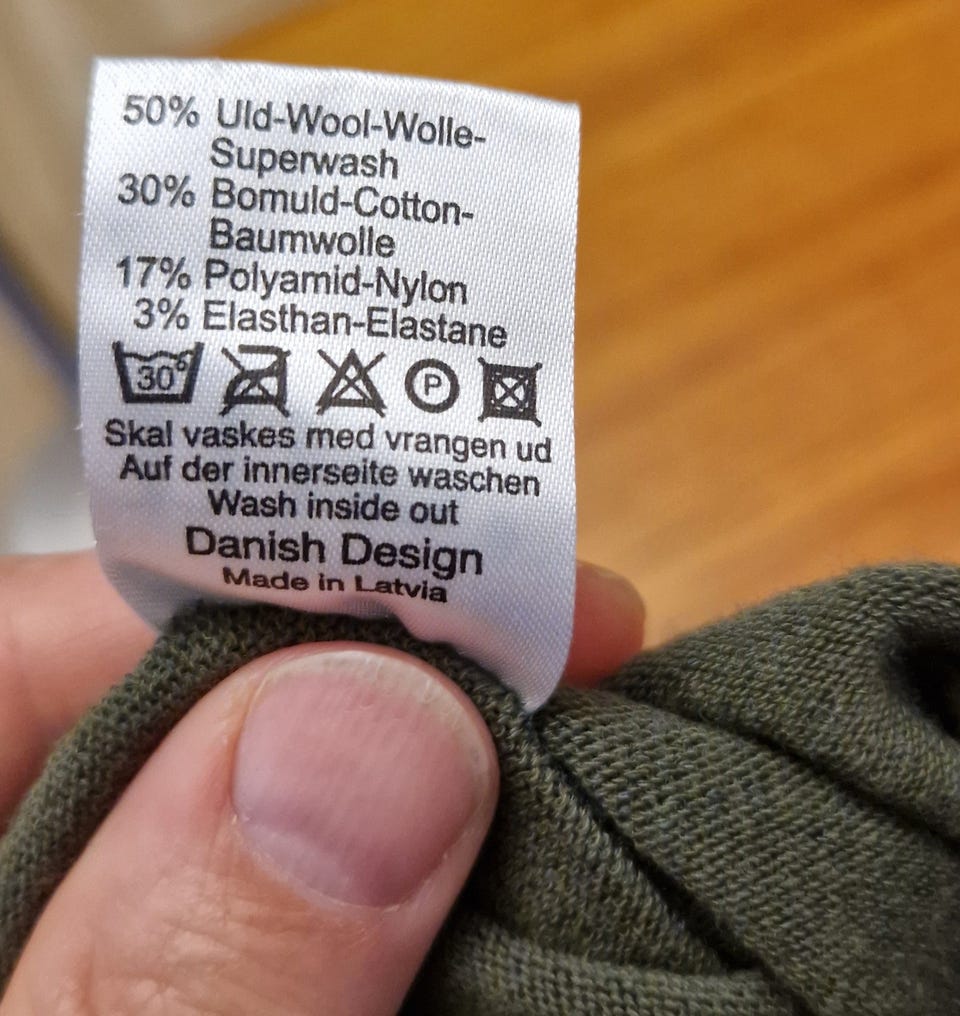 50% Uld-Wool-Wolle-
Superwash
30% Bomuld-Cotton-
Baumwolle
17% Polyamid-Nylon
3% Elasthan-Elastane
30° P
Skal vaskes med vrangen ud
Auf der innerseite waschen
Wash inside out
Danish Design
Made in Latvia